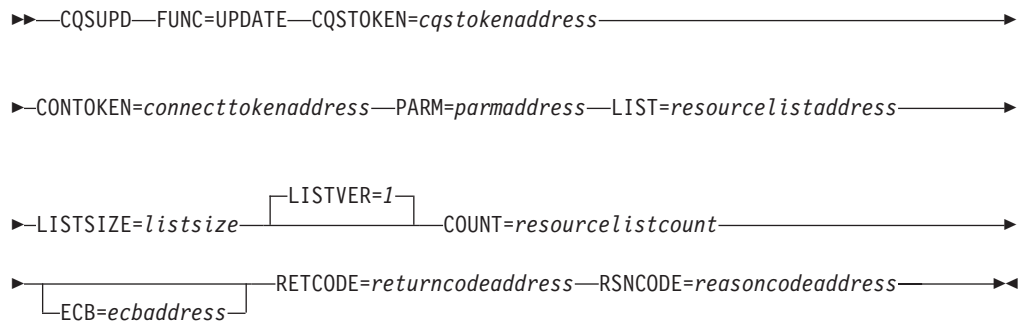 CQSUPD FUNC=UPDATE CQSTOKEN=cqstokenaddress
CONTOKEN=connecttokenaddress PARM=parmaddress LIST=resourcelistaddress
LISTVER=1
LISTSIZE=listsize COUNT=resourcelistcount
RETCODE=returncodeaddress RSNCODE=reasoncodeaddress
ECB=ecbaddress